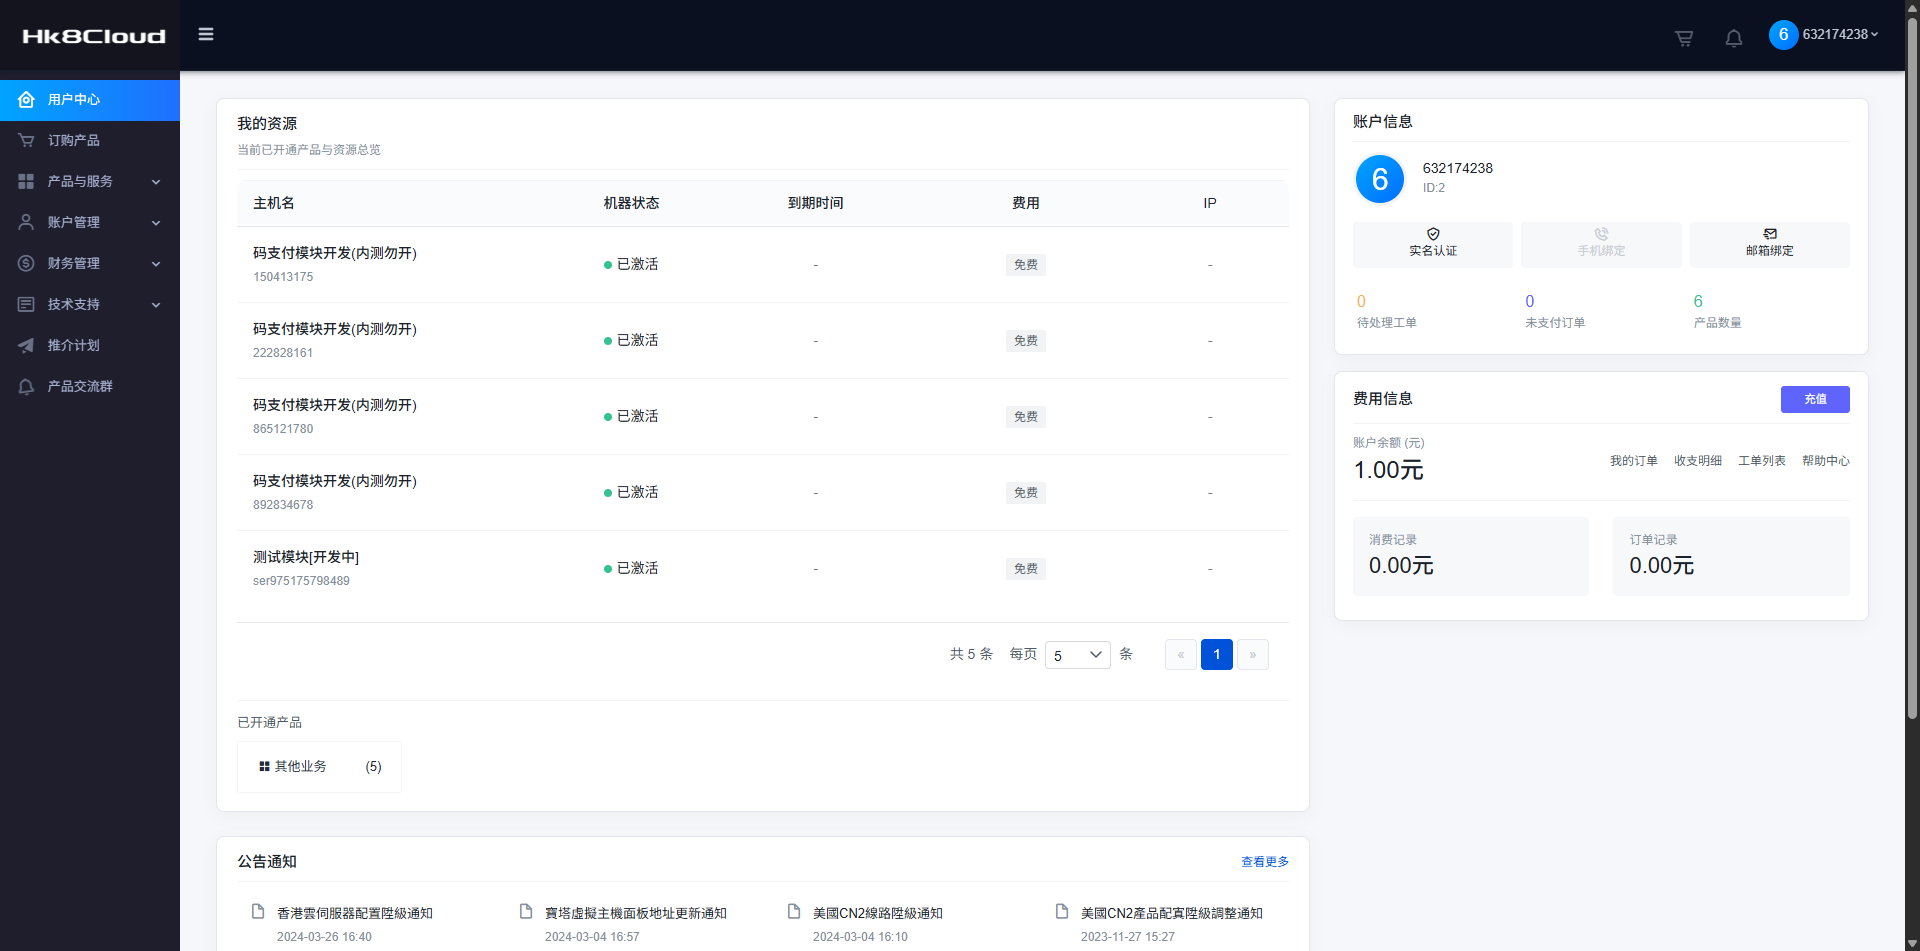 Hk8Cloud
6 632174238
用户中心
订购产品
产品与服务
账户管理
财务管理
技术支持
推介计划
产品交流群
我的资源
当前已开通产品与资源总览
主机名 机器状态 到期时间 费用 IP
码支付模块开发(内测勿开)
150413175
已激活 - 免费 -
码支付模块开发(内测勿开)
222828161
已激活 - 免费 -
码支付模块开发(内测勿开)
865121780
已激活 - 免费 -
码支付模块开发(内测勿开)
892834678
已激活 - 免费 -
测试模块[开发中]
ser975175798489
已激活 - 免费 -
共 5 条 每页 5 条 « 1 »
已开通产品
其他业务 (5)
公告通知 查看更多
香港雲伺服器配置陞級通知
2024-03-26 16:40
寶塔虛擬主機面板地址更新通知
2024-03-04 16:57
美國CN2線路陞級通知
2024-03-04 16:10
美國CN2產品配寘陞級調整通知
2023-11-27 15:27
账户信息
6
632174238
ID:2
实名认证 手机绑定 邮箱绑定
0 0 6
待处理工单 未支付订单 产品数量
费用信息 充值
账户余额 (元)
1.00元
我的订单 收支明细 工单列表 帮助中心
消费记录 订单记录
0.00元 0.00元